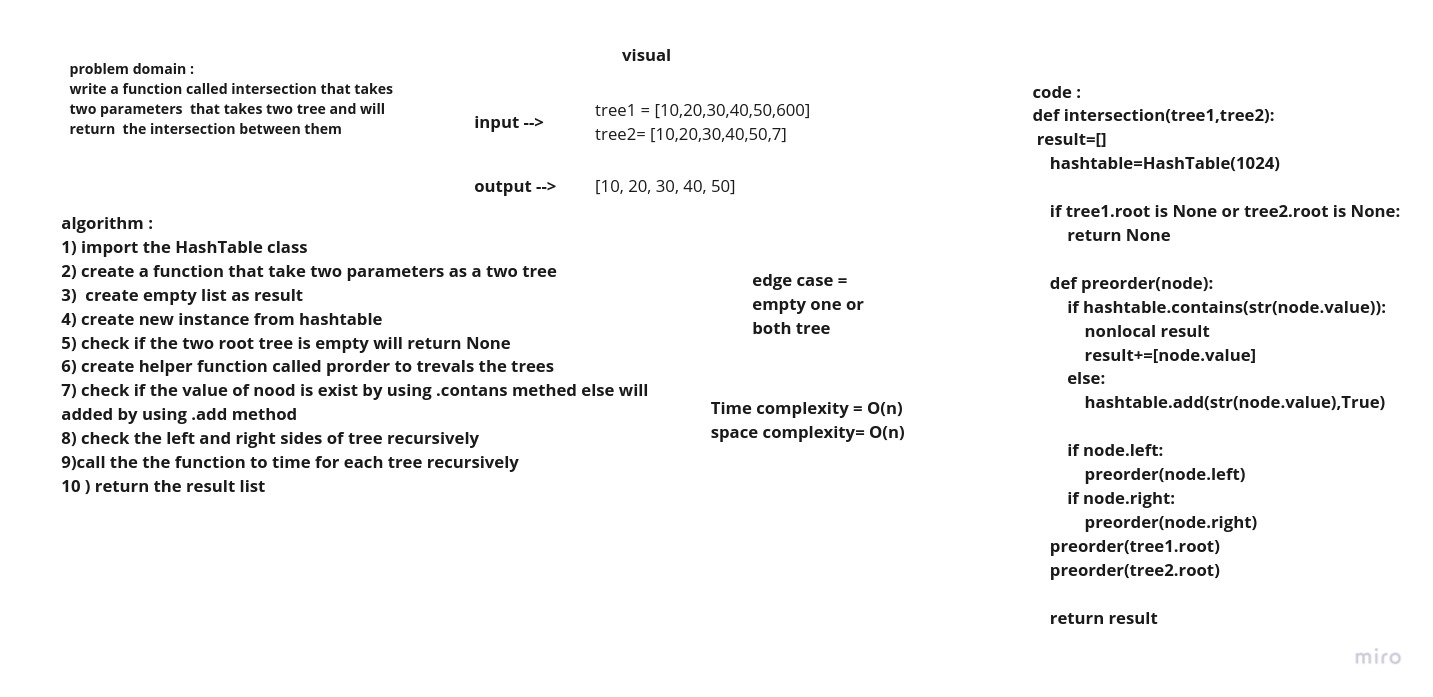 problem domain :
write a function called intersection that takes
two parameters  that takes two tree and will
return  the intersection between them
visual
input -->
tree1 = [10,20,30,40,50,600]
tree2= [10,20,30,40,50,7]
output -->
[10, 20, 30, 40, 50]
algorithm :
1) import the HashTable class
2) create a function that take two parameters as a two tree
3)  create empty list as result
4) create new instance from hashtable
5) check if the two root tree is empty will return None
6) create helper function called prorder to trevals the trees
7) check if the value of nood is exist by using .contans methed else will
added by using .add method
8) check the left and right sides of tree recursively
9)call the the function to time for each tree recursively
10 ) return the result list
edge case =
empty one or
both tree
Time complexity = O(n)
space complexity= O(n)
code :
def intersection(tree1,tree2):
 result=[]
    hashtable=HashTable(1024)
    if tree1.root is None or tree2.root is None:
        return None
    def preorder(node):
        if hashtable.contains(str(node.value)):
            nonlocal result
            result+=[node.value]
        else:
            hashtable.add(str(node.value),True)
        if node.left:
            preorder(node.left)
        if node.right:
            preorder(node.right)
    preorder(tree1.root)
    preorder(tree2.root)
    return result
miro